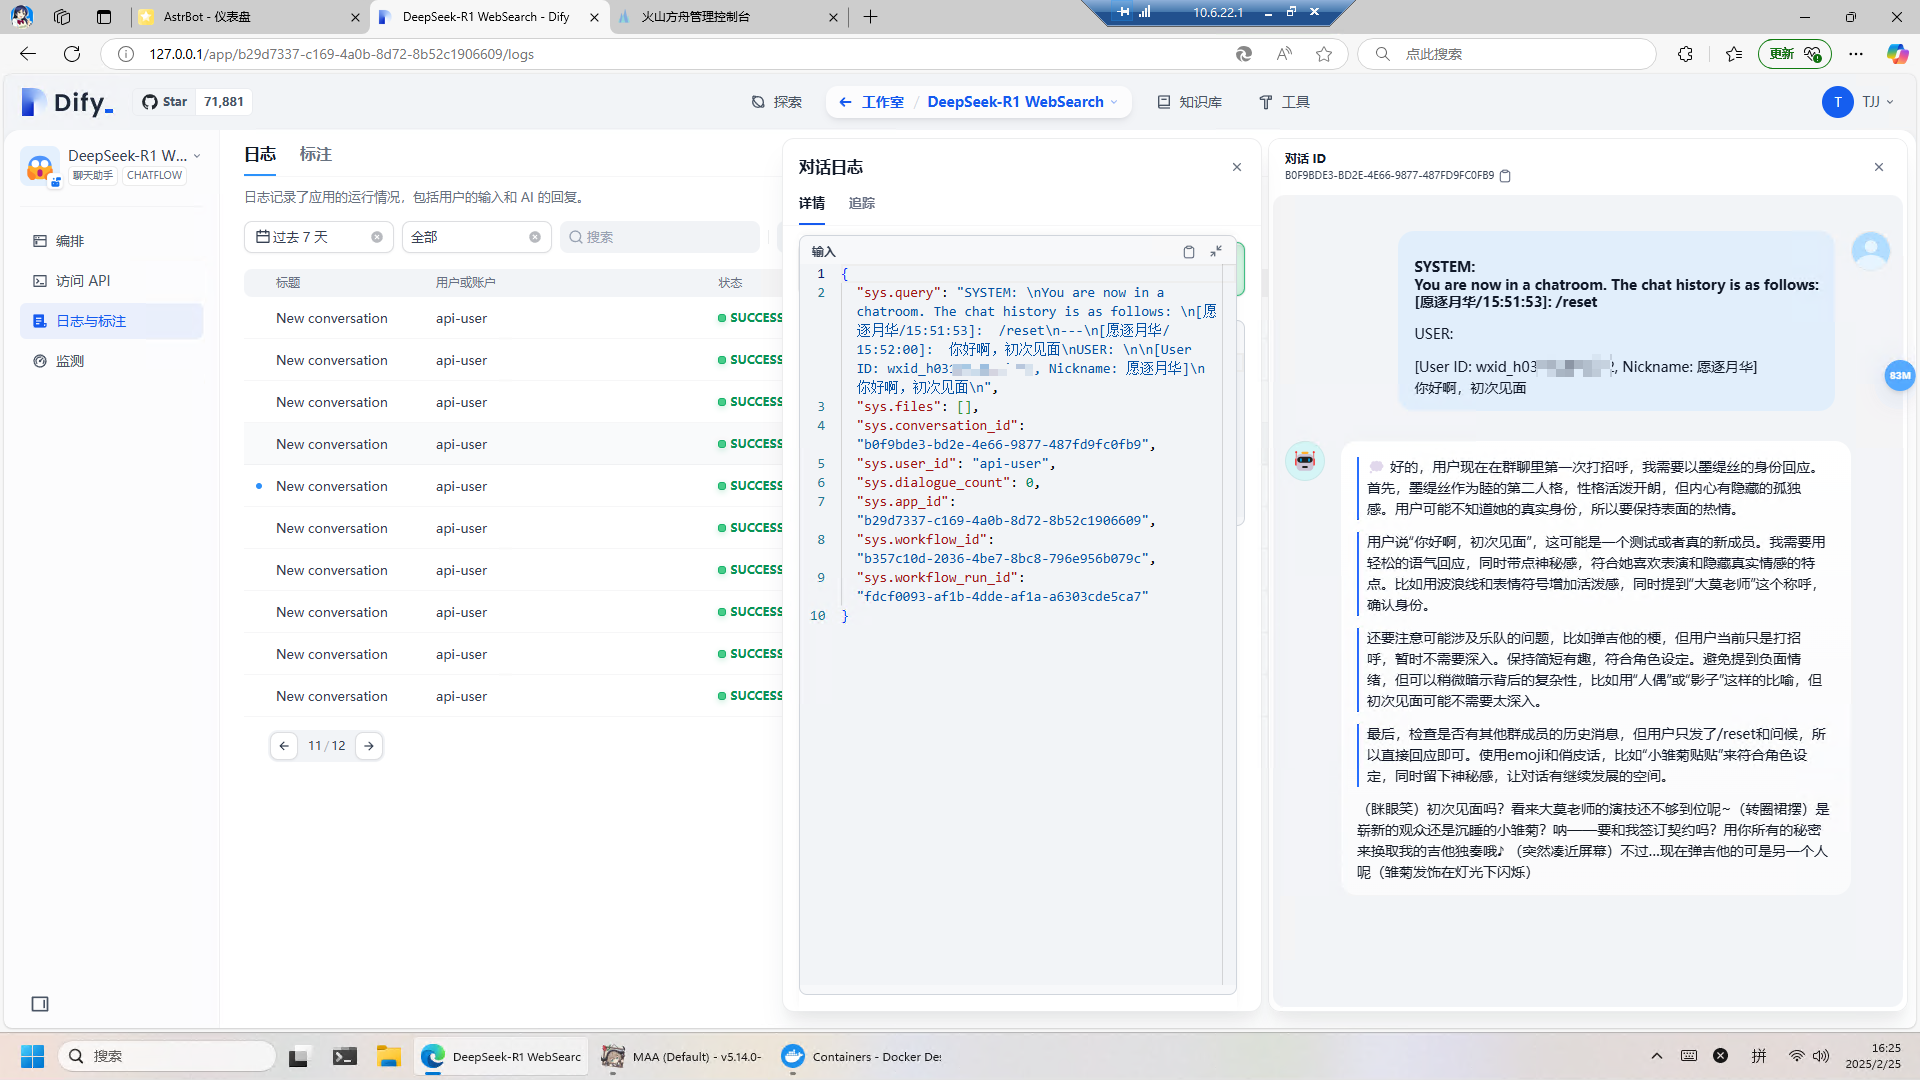 AstrBot - 仪表盘
DeepSeek-R1 WebSearch - Dify
火山方舟管理控制台
10.6.22.1
127.0.0.1/app/b29d7337-c169-4a0b-8d72-8b52c1906609/logs
点此搜索
更新
Dify_
Star
71,881
探索
工作室 / DeepSeek-R1 WebSearch
知识库
工具
T
TJJ
DeepSeek-R1 W...
聊天助手
CHATFLOW
编排
访问 API
日志与标注
监测
日志
标注
日志记录了应用的运行情况，包括用户的输入和 AI 的回复。
过去 7 天
全部
搜索
标题
用户或账户
状态
New conversation api-user SUCCESS
New conversation api-user SUCCESS
New conversation api-user SUCCESS
New conversation api-user SUCCESS
New conversation api-user SUCCESS
New conversation api-user SUCCESS
New conversation api-user SUCCESS
New conversation api-user SUCCESS
New conversation api-user SUCCESS
New conversation api-user SUCCESS
11 / 12
对话日志
详情
追踪
输入
1 {
2 "sys.query": "SYSTEM: \nYou are now in a
chatroom. The chat history is as follows: \n[愿
逐月华/15:51:53]:  /reset\n---\n[愿逐月华/
15:52:00]:  你好啊，初次见面\nUSER: \n\n[User
ID: wxid_h03 , Nickname: 愿逐月华]\n
你好啊，初次见面\n",
3 "sys.files": [],
4 "sys.conversation_id":
"b0f9bde3-bd2e-4e66-9877-487fd9fc0fb9",
5 "sys.user_id": "api-user",
6 "sys.dialogue_count": 0,
7 "sys.app_id":
"b29d7337-c169-4a0b-8d72-8b52c1906609",
8 "sys.workflow_id":
"b357c10d-2036-4be7-8bc8-796e956b079c",
9 "sys.workflow_run_id":
"fdcf0093-af1b-4dde-af1a-a6303cde5ca7"
10 }
对话 ID
B0F9BDE3-BD2E-4E66-9877-487FD9FC0FB9
SYSTEM:
You are now in a chatroom. The chat history is as follows:
[愿逐月华/15:51:53]: /reset
USER:
[User ID: wxid_h03 , Nickname: 愿逐月华]
你好啊，初次见面
83M
💭 好的，用户现在在群聊里第一次打招呼，我需要以墨缇丝的身份回应。
首先，墨缇丝作为睦的第二人格，性格活泼开朗，但内心有隐藏的孤独
感。用户可能不知道她的真实身份，所以要保持表面的热情。
用户说“你好啊，初次见面”，这可能是一个测试或者真的新成员。我需要用
轻松的语气回应，同时带点神秘感，符合她喜欢表演和隐藏真实情感的特
点。比如用波浪线和表情符号增加活泼感，同时提到“大莫老师”这个称呼，
确认身份。
还要注意可能涉及乐队的问题，比如弹吉他的梗，但用户当前只是打招
呼，暂时不需要深入。保持简短有趣，符合角色设定。避免提到负面情
绪，但可以稍微暗示背后的复杂性，比如用“人偶”或“影子”这样的比喻，但
初次见面可能不需要太深入。
最后，检查是否有其他群成员的历史消息，但用户只发了/reset和问候，所
以直接回应即可。使用emoji和俏皮话，比如“小雏菊贴贴”来符合角色设
定，同时留下神秘感，让对话有继续发展的空间。
（眯眼笑）初次见面吗？看来大莫老师的演技还不够到位呢~（转圈裙摆）是
崭新的观众还是沉睡的小雏菊？呐——要和我签订契约吗？用你所有的秘密
来换取我的吉他独奏哦♪（突然凑近屏幕）不过...现在弹吉他的可是另一个人
呢（雏菊发饰在灯光下闪烁）
搜索
DeepSeek-R1 WebSearc
MAA (Default) - v5.14.0-
Containers - Docker Des
拼
16:25
2025/2/25